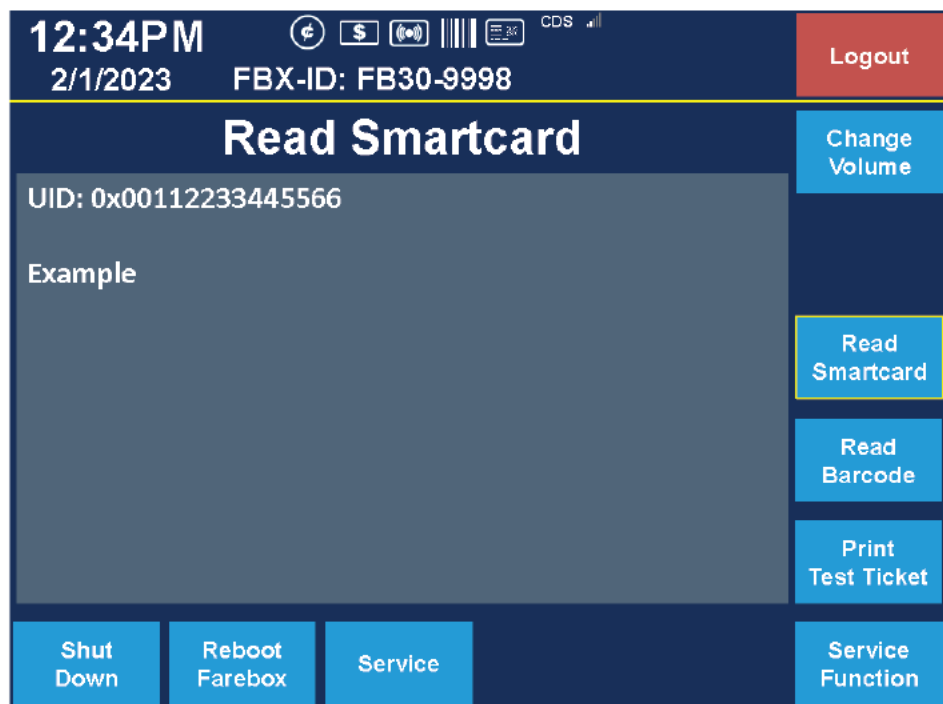 12:34PM
CDS
2/1/2023 FBX-ID: FB30-9998
Logout
Read Smartcard
Change
Volume
UID: 0x00112233445566
Example
Read
Smartcard
Read
Barcode
Print
Test Ticket
Shut
Down
Reboot
Farebox
Service
Service
Function